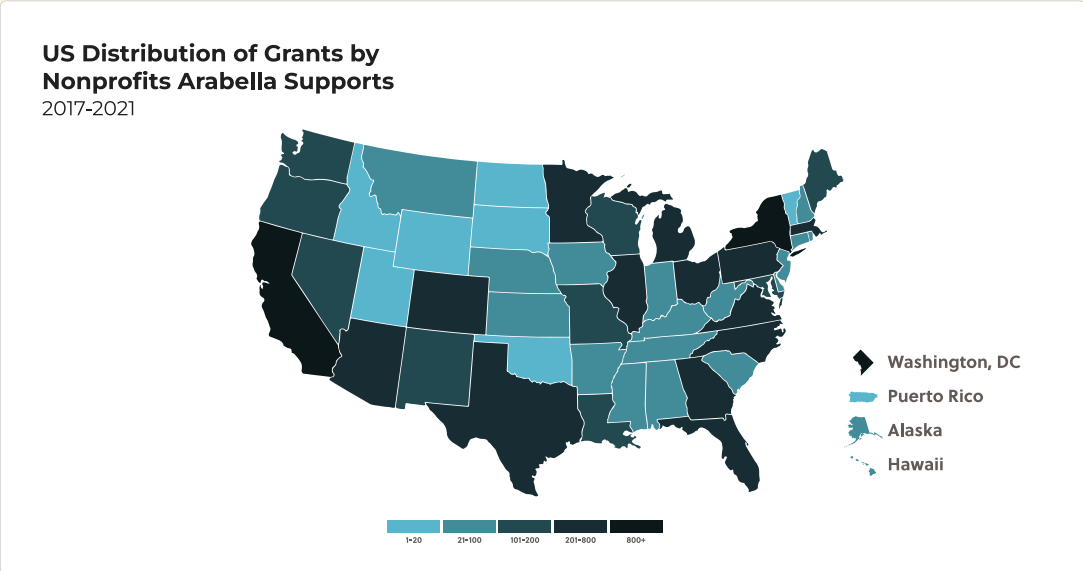 US Distribution of Grants by
Nonprofits Arabella Supports
2017-2021
Washington, DC
Puerto Rico
Alaska
Hawaii
1-20 21-100 101-200 201-800 800+